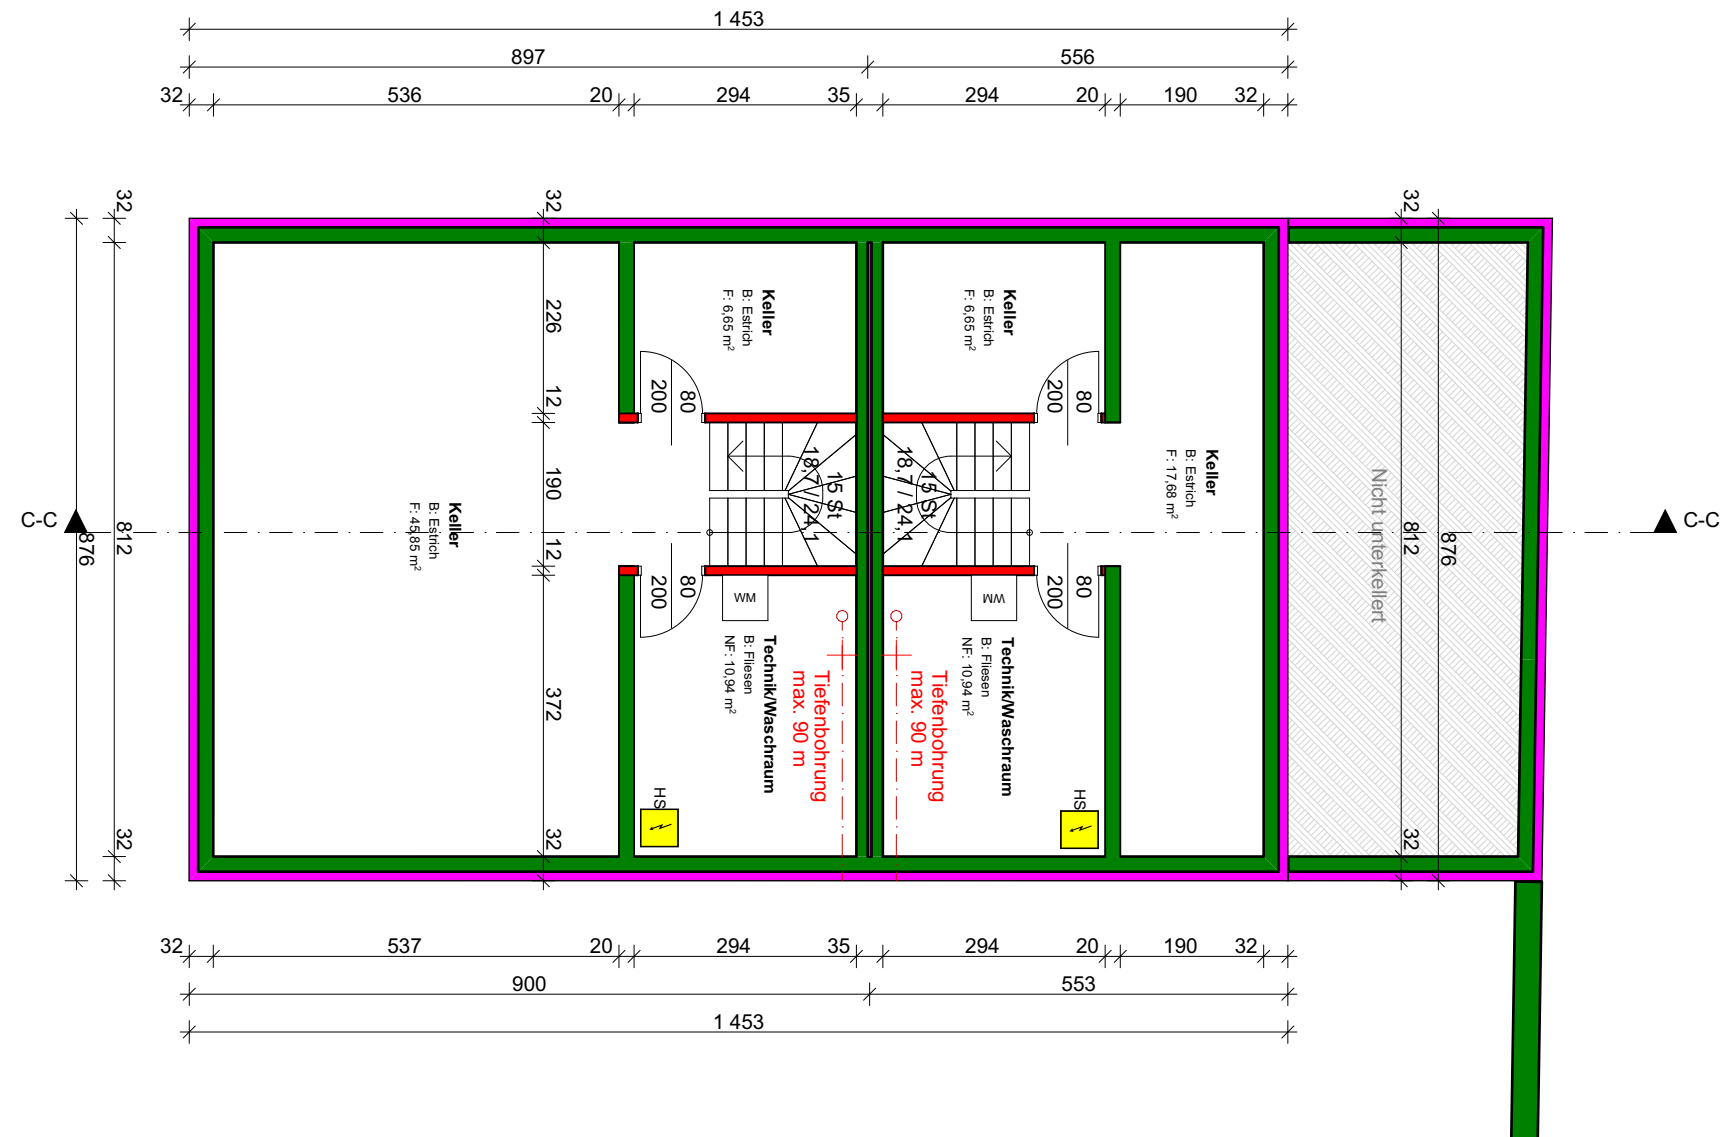 1 453
897
556
32
536
20
294
35
294
20
190
32
32
32
32
Keller
B: Estrich
F: 6,65 m²
Keller
B: Estrich
F: 6,65 m²
226
80
200
80
200
12
Keller
B: Estrich
F: 17,68 m²
Keller
B: Estrich
F: 45,85 m²
190
15 St
18,7 / 24,1
15 St
18,7 / 24,1
Nicht unterkellert
C-C
C-C
876
812
812
876
12
80
200
80
200
WM
WM
Technik/Waschraum
B: Fliesen
NF: 10,94 m²
Technik/Waschraum
B: Fliesen
NF: 10,94 m²
Tiefenbohrung
max. 90 m
Tiefenbohrung
max. 90 m
372
HS
HS
32
32
32
32
537
20
294
35
294
20
190
32
900
553
1 453